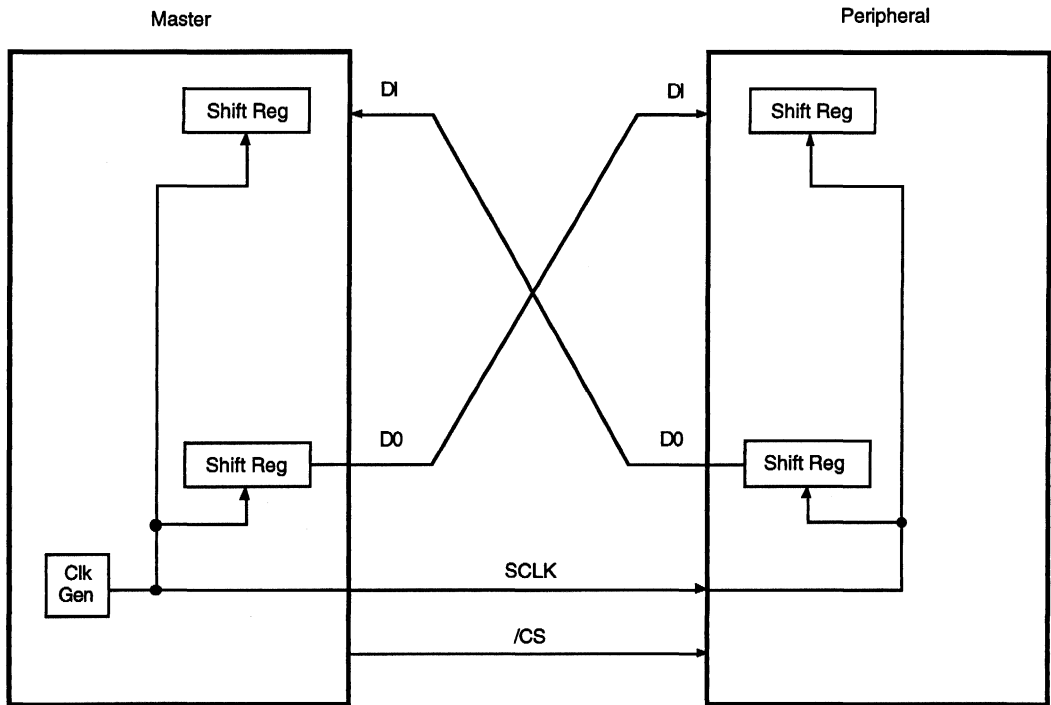 Master
Peripheral
DI
DI
Shift Reg
Shift Reg
D0
D0
Shift Reg
Shift Reg
Clk
Gen
SCLK
/CS